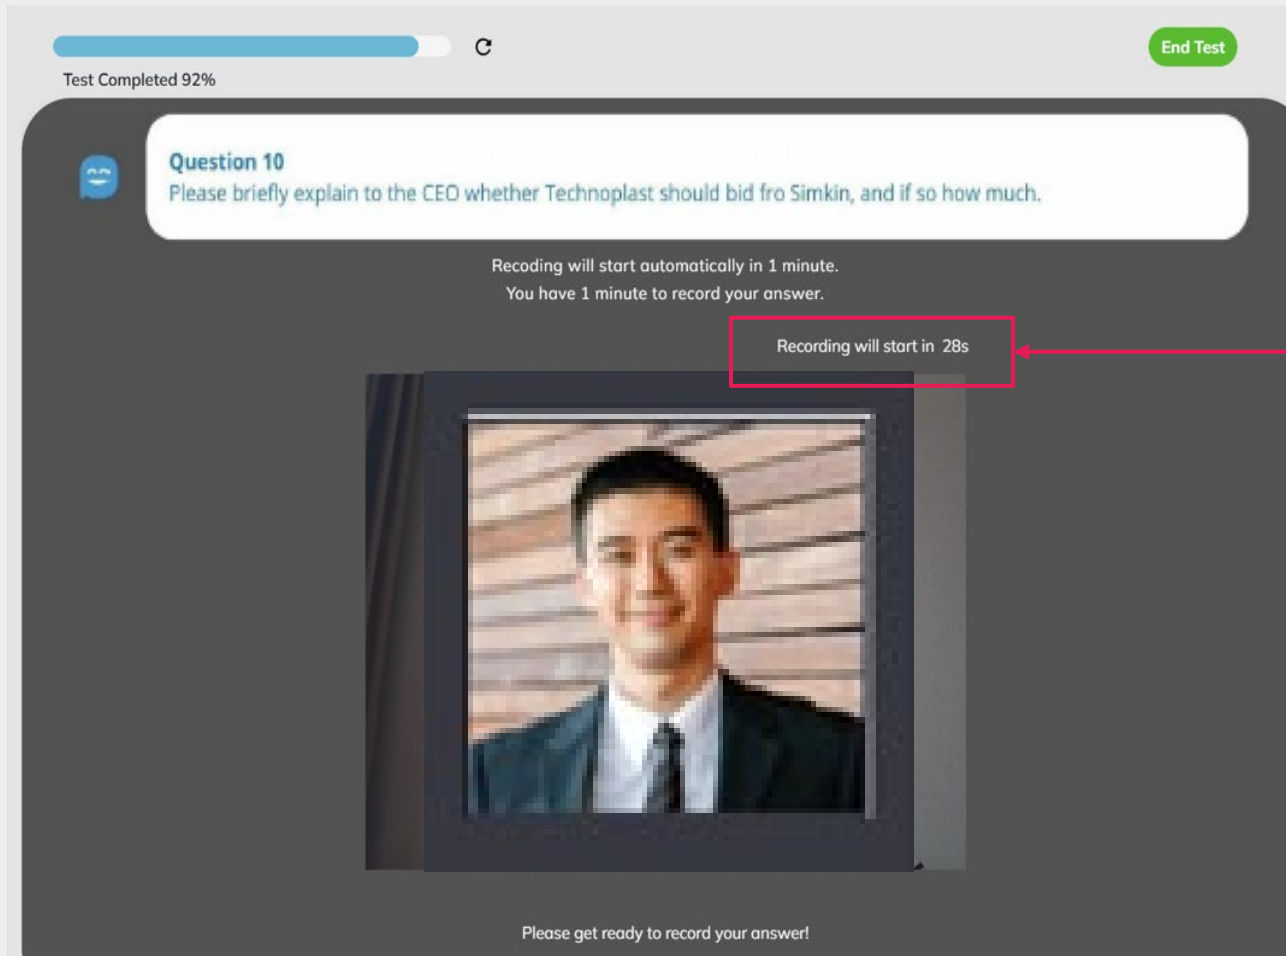 End Test
Test Completed 92%
Question 10
Please briefly explain to the CEO whether Technoplast should bid fro Simkin, and if so how much.
Recoding will start automatically in 1 minute.
You have 1 minute to record your answer.
Recording will start in 28s
Please get ready to record your answer!